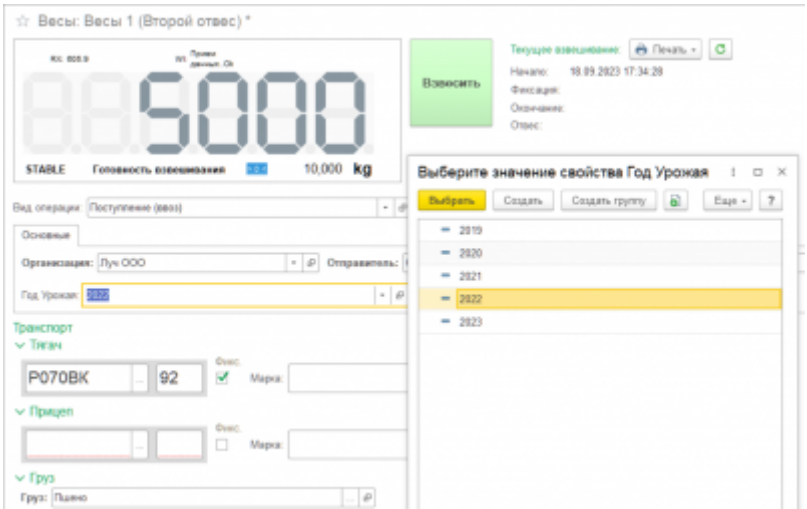 Весы: Весы 1 (Второй отвес) *
Прием данных. Ok
5000
STABLE Готовность взвешивания 10,000 kg
Взвесить
Текущее взвешивание: Печать
Начало: 18.09.2023 17:34:28
Фиксация:
Окончание:
Отвес:
Вид операции: Поступление (ввоз)
Основные
Организация: Луч ООО Отправитель:
Год Урожая: 2022
Транспорт
Тягач
Фикс.
Р070ВК ... 92 Марка:
Прицеп
Фикс.
... Марка:
Груз
Груз: Пшено ...
Выберите значение свойства Год Урожая
Выбрать Создать Создать группу Еще ?
2019
2020
2021
2022
2023